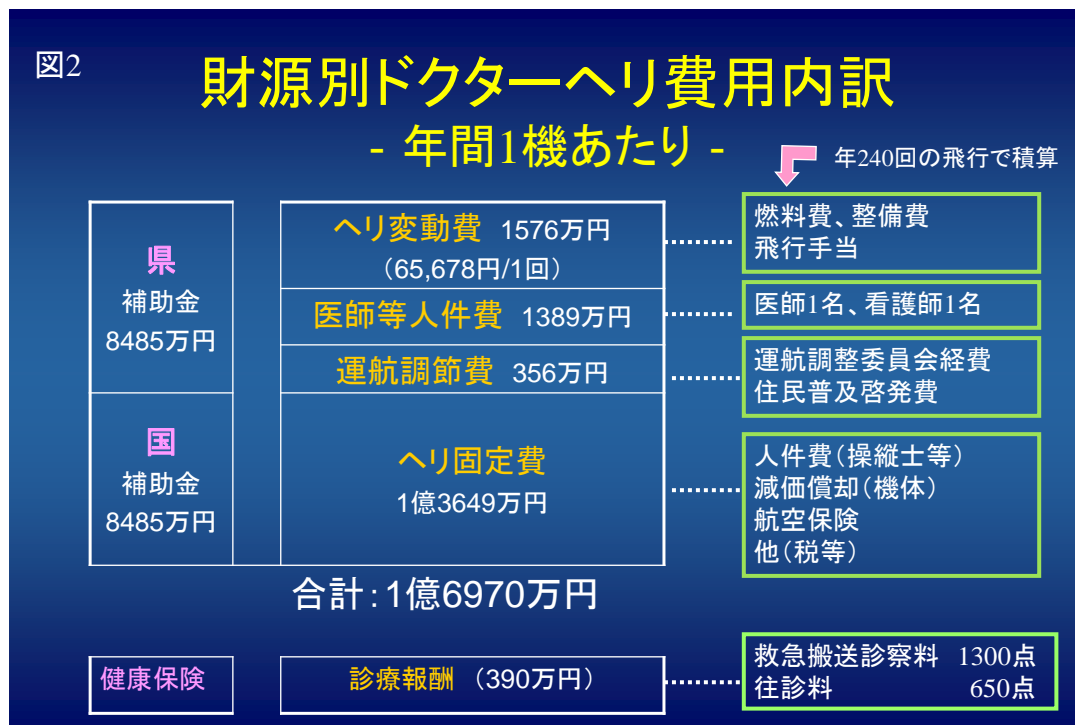 図2
財源別ドクターヘリ費用内訳
- 年間1機あたり -
年240回の飛行で積算
県
補助金
8485万円
国
補助金
8485万円
ヘリ変動費 1576万円
（65,678円/1回）
医師等人件費 1389万円
運航調節費 356万円
ヘリ固定費
1億3649万円
燃料費、整備費
飛行手当
医師1名、看護師1名
運航調整委員会経費
住民普及啓発費
人件費（操縦士等）
減価償却（機体）
航空保険
他（税等）
合計：1億6970万円
健康保険
診療報酬 （390万円）
救急搬送診察料 1300点
往診料 650点